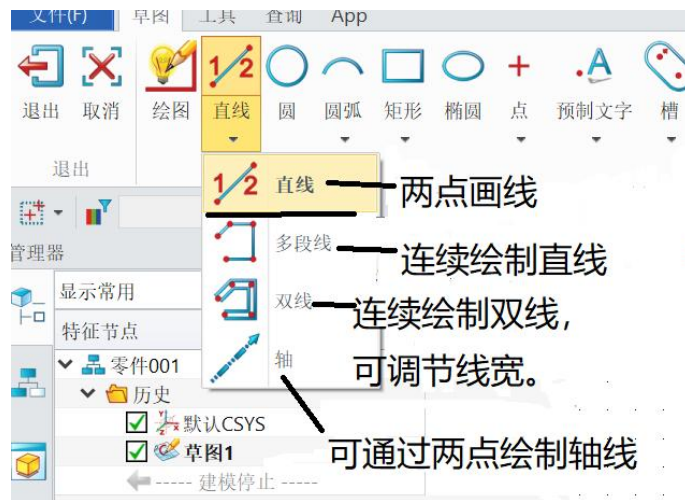 文件(F) 草图 工具 查询 App
退出 取消 绘图 直线 圆 圆弧 矩形 椭圆 点 预制文字 槽
退出
1/2 直线 两点画线
多段线 连续绘制直线
双线 连续绘制双线,
可调节线宽。
轴
可通过两点绘制轴线
管理器
显示常用
特征节点
零件001
历史
默认CSYS
草图1
----- 建模停止 -----